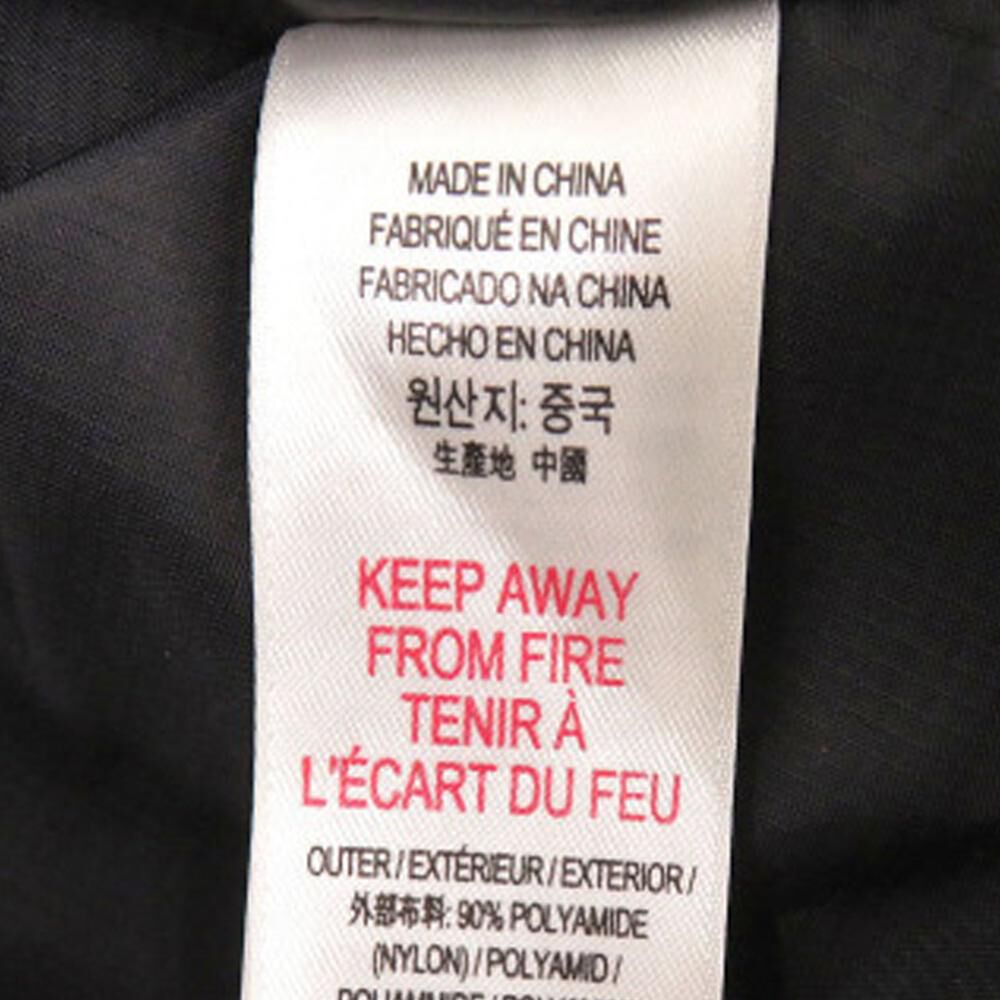 MADE IN CHINA
FABRIQUÉ EN CHINE
FABRICADO NA CHINA
HECHO EN CHINA
원산지: 중국
生產地 中國
KEEP AWAY
FROM FIRE
TENIR À
L'ÉCART DU FEU
OUTER / EXTÉRIEUR / EXTERIOR /
外部布料: 90% POLYAMIDE
(NYLON) / POLYAMID /